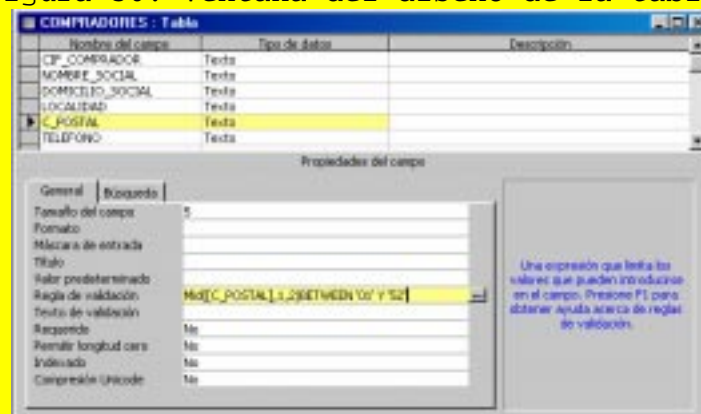 COMPRADORES : Tabla
Nombre del campo Tipo de datos Descripción
CIF_COMPRADOR Texto
NOMBRE_SOCIAL Texto
DOMICILIO_SOCIAL Texto
LOCALIDAD Texto
C_POSTAL Texto
TELEFONO Texto
Propiedades del campo
General Búsqueda
Tamaño del campo 5
Formato
Máscara de entrada
Título
Valor predeterminado
Regla de validación Mid([C_POSTAL],1,2)BETWEEN '01' Y '52'
Texto de validación
Requerido No
Permitir longitud cero No
Indexado No
Compresión Unicode No
Una expresión que limita los
valores que pueden introducirse
en el campo. Presione F1 para
obtener ayuda acerca de reglas
de validación.